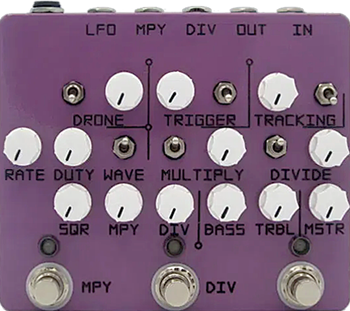 LFO MPY DIV OUT IN
DRONE TRIGGER TRACKING
RATE DUTY WAVE MULTIPLY DIVIDE
SQR MPY DIV BASS TRBL MSTR
MPY DIV